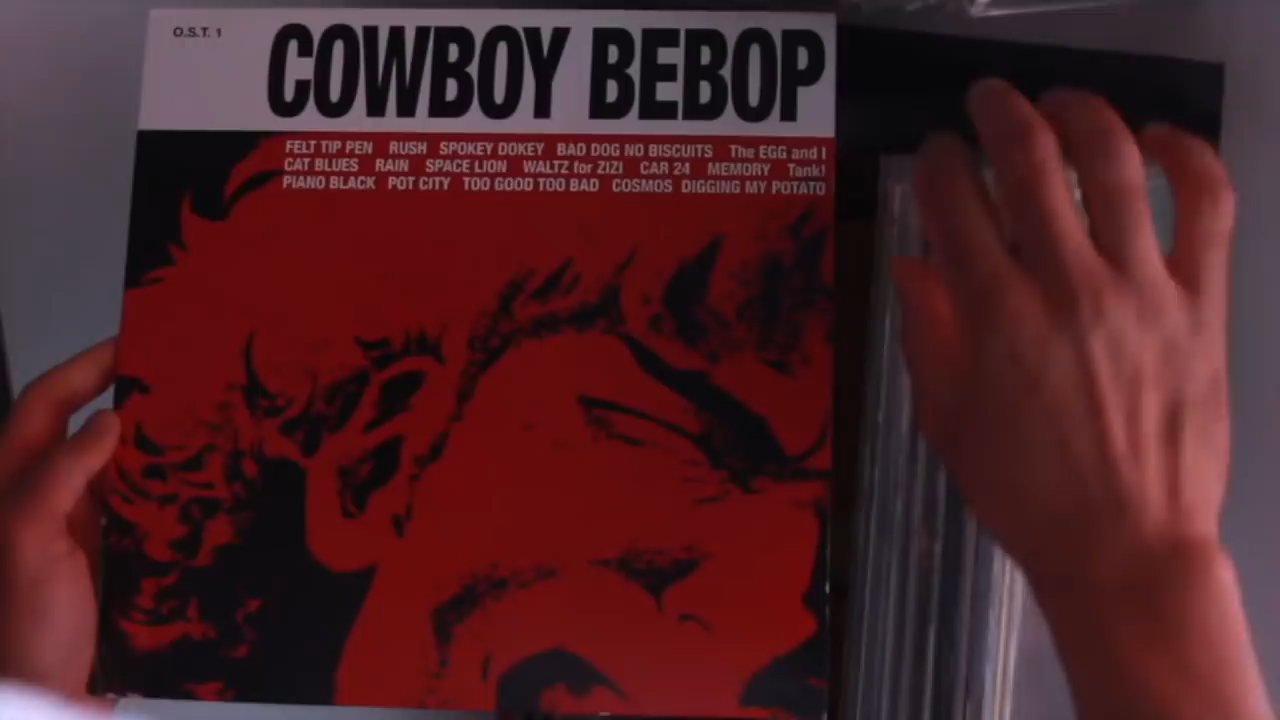 O.S.T. 1
COWBOY BEBOP
FELT TIP PEN RUSH SPOKEY DOKEY BAD DOG NO BISCUITS The EGG and I
CAT BLUES RAIN SPACE LION WALTZ for ZIZI CAR 24 MEMORY Tank!
PIANO BLACK POT CITY TOO GOOD TOO BAD COSMOS DIGGING MY POTATO